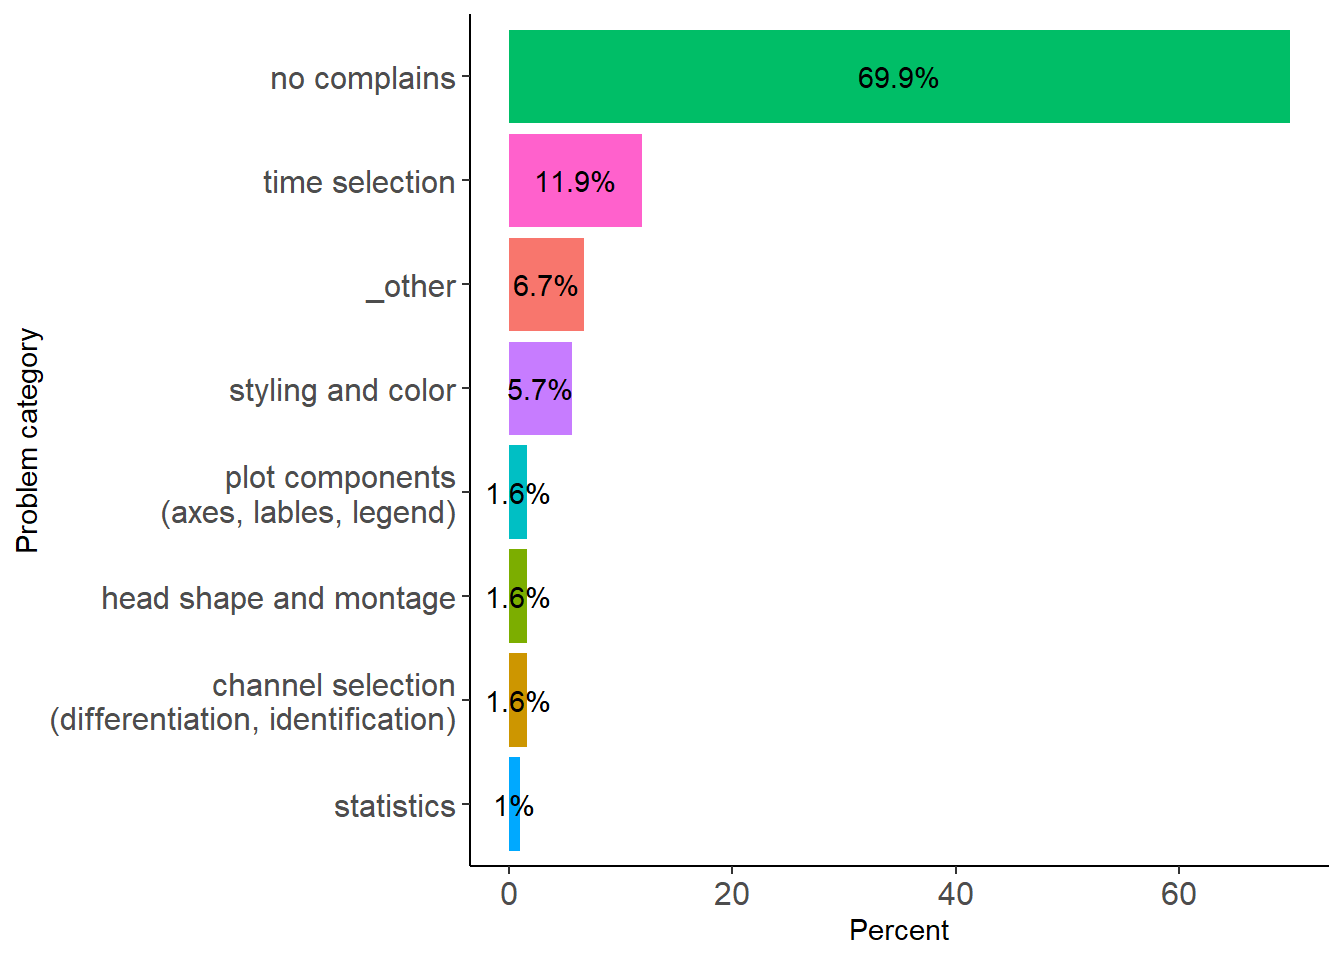 no complains
69.9%
time selection
11.9%
_other
6.7%
styling and color
5.7%
plot components
(axes, lables, legend)
1.6%
head shape and montage
1.6%
channel selection
(differentiation, identification)
1.6%
statistics
1%
Problem category
0 20 40 60
Percent